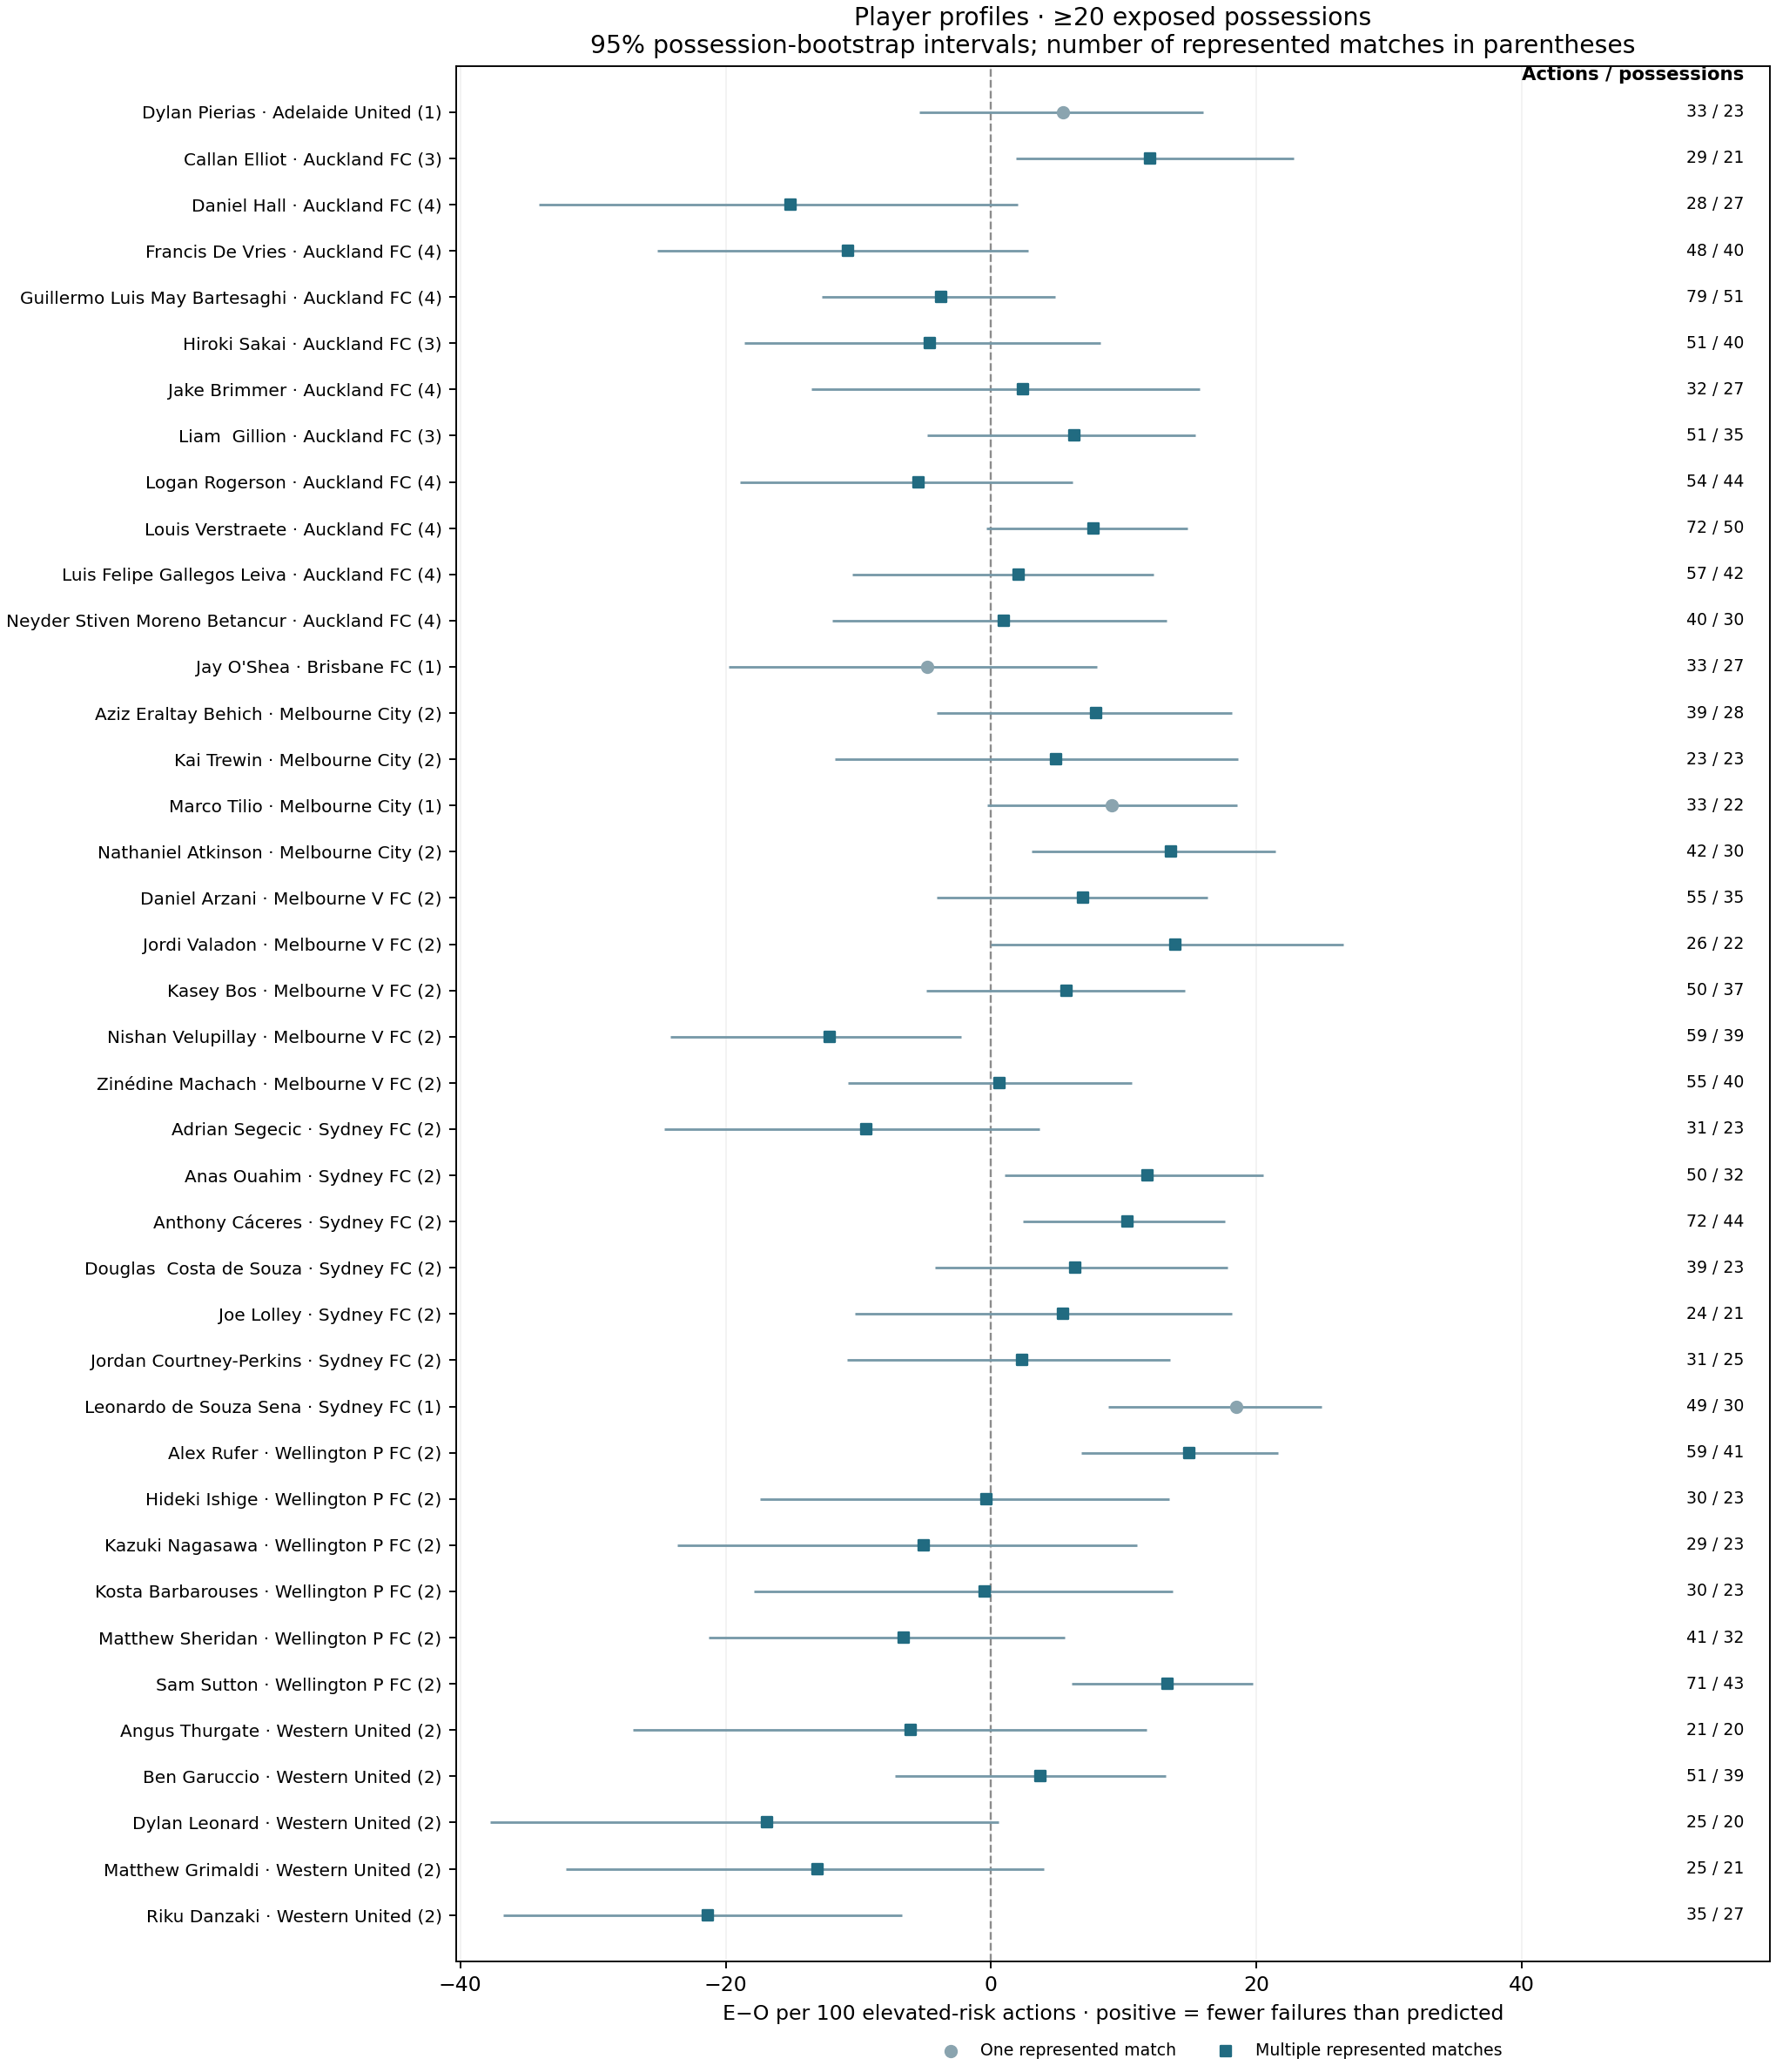 Player profiles · ≥20 exposed possessions
95% possession-bootstrap intervals; number of represented matches in parentheses
Actions / possessions
Dylan Pierias · Adelaide United (1) 33 / 23
Callan Elliot · Auckland FC (3) 29 / 21
Daniel Hall · Auckland FC (4) 28 / 27
Francis De Vries · Auckland FC (4) 48 / 40
Guillermo Luis May Bartesaghi · Auckland FC (4) 79 / 51
Hiroki Sakai · Auckland FC (3) 51 / 40
Jake Brimmer · Auckland FC (4) 32 / 27
Liam  Gillion · Auckland FC (3) 51 / 35
Logan Rogerson · Auckland FC (4) 54 / 44
Louis Verstraete · Auckland FC (4) 72 / 50
Luis Felipe Gallegos Leiva · Auckland FC (4) 57 / 42
Neyder Stiven Moreno Betancur · Auckland FC (4) 40 / 30
Jay O'Shea · Brisbane FC (1) 33 / 27
Aziz Eraltay Behich · Melbourne City (2) 39 / 28
Kai Trewin · Melbourne City (2) 23 / 23
Marco Tilio · Melbourne City (1) 33 / 22
Nathaniel Atkinson · Melbourne City (2) 42 / 30
Daniel Arzani · Melbourne V FC (2) 55 / 35
Jordi Valadon · Melbourne V FC (2) 26 / 22
Kasey Bos · Melbourne V FC (2) 50 / 37
Nishan Velupillay · Melbourne V FC (2) 59 / 39
Zinédine Machach · Melbourne V FC (2) 55 / 40
Adrian Segecic · Sydney FC (2) 31 / 23
Anas Ouahim · Sydney FC (2) 50 / 32
Anthony Cáceres · Sydney FC (2) 72 / 44
Douglas  Costa de Souza · Sydney FC (2) 39 / 23
Joe Lolley · Sydney FC (2) 24 / 21
Jordan Courtney-Perkins · Sydney FC (2) 31 / 25
Leonardo de Souza Sena · Sydney FC (1) 49 / 30
Alex Rufer · Wellington P FC (2) 59 / 41
Hideki Ishige · Wellington P FC (2) 30 / 23
Kazuki Nagasawa · Wellington P FC (2) 29 / 23
Kosta Barbarouses · Wellington P FC (2) 30 / 23
Matthew Sheridan · Wellington P FC (2) 41 / 32
Sam Sutton · Wellington P FC (2) 71 / 43
Angus Thurgate · Western United (2) 21 / 20
Ben Garuccio · Western United (2) 51 / 39
Dylan Leonard · Western United (2) 25 / 20
Matthew Grimaldi · Western United (2) 25 / 21
Riku Danzaki · Western United (2) 35 / 27
−40 −20 0 20 40
E−O per 100 elevated-risk actions · positive = fewer failures than predicted
One represented match Multiple represented matches